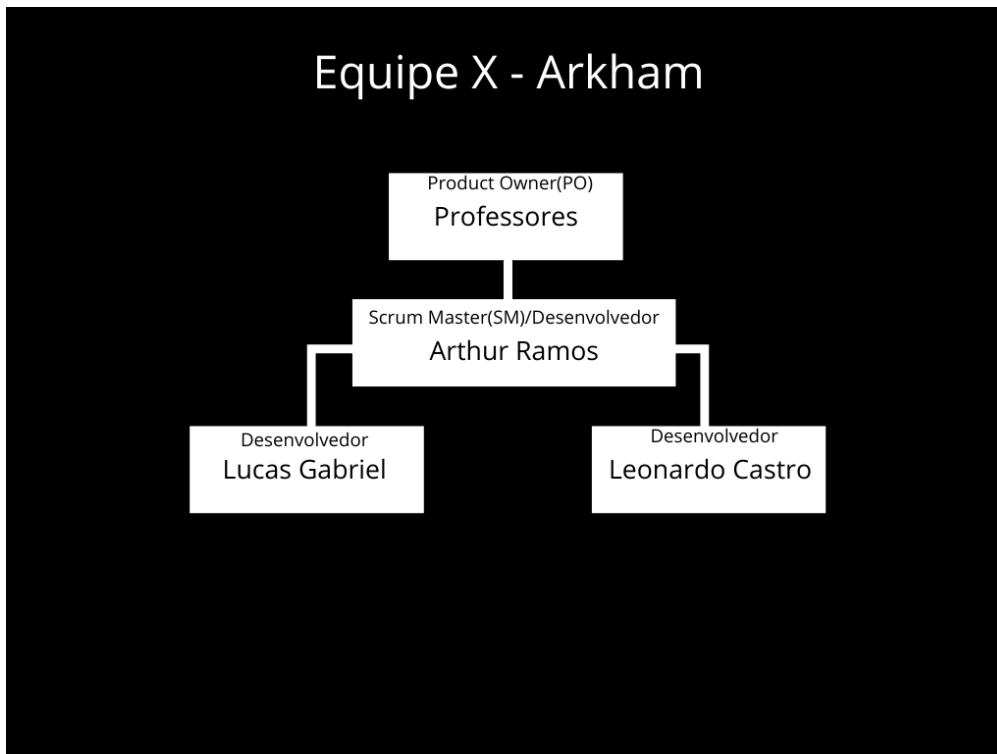 Equipe X - Arkham
Product Owner(PO)
Professores
Scrum Master(SM)/Desenvolvedor
Arthur Ramos
Desenvolvedor
Lucas Gabriel
Desenvolvedor
Leonardo Castro